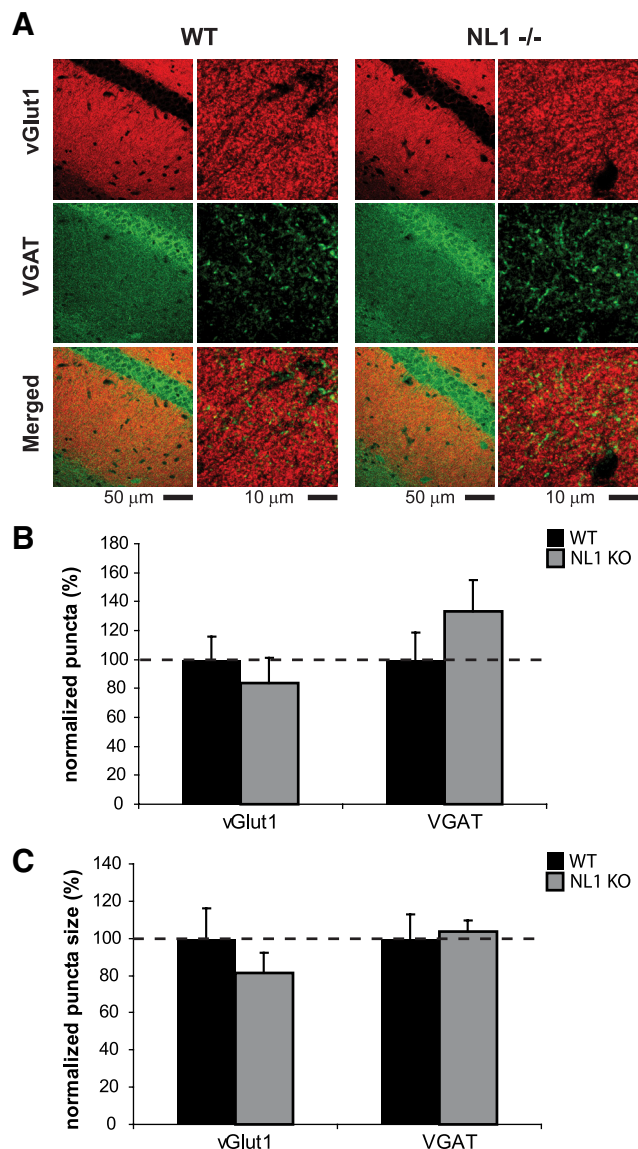 A
WT
NL1 -/-
vGlut1
VGAT
Merged
50 μm
10 μm
50 μm
10 μm
B
WT
NL1 KO
normalized puncta (%)
180
160
140
120
100
80
60
40
20
0
vGlut1
VGAT
C
WT
NL1 KO
normalized puncta size (%)
140
120
100
80
60
40
20
0
vGlut1
VGAT